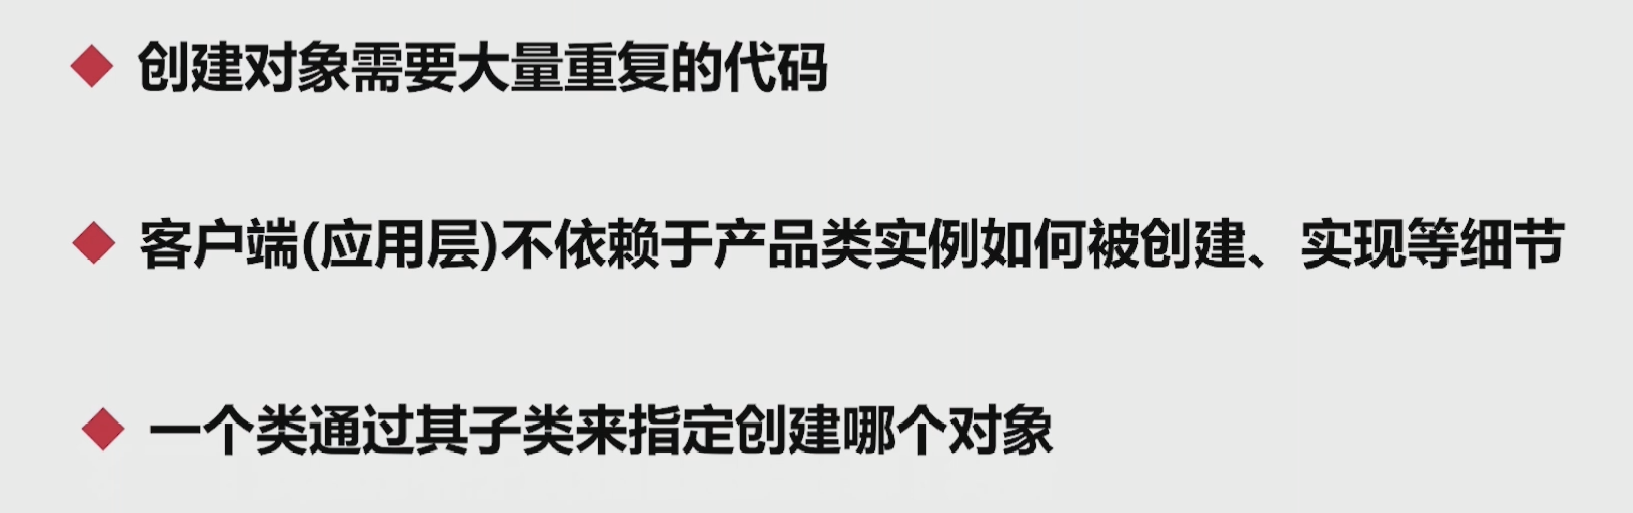 创建对象需要大量重复的代码
客户端(应用层)不依赖于产品类实例如何被创建、实现等细节
一个类通过其子类来指定创建哪个对象